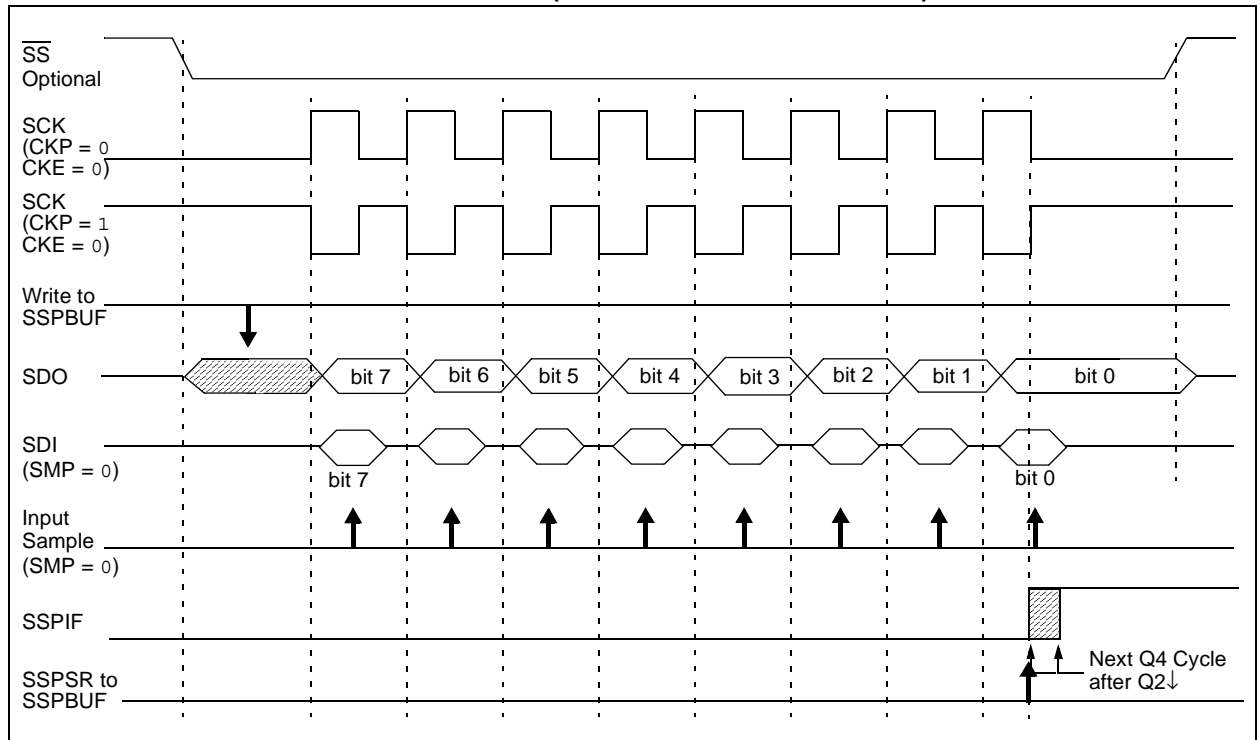 SS
Optional
SCK
(CKP = 0
CKE = 0)
SCK
(CKP = 1
CKE = 0)
Write to
SSPBUF
SDO
bit 7
bit 6
bit 5
bit 4
bit 3
bit 2
bit 1
bit 0
SDI
(SMP = 0)
bit 7
bit 0
Input
Sample
(SMP = 0)
SSPIF
Next Q4 Cycle
after Q2↓
SSPSR to
SSPBUF